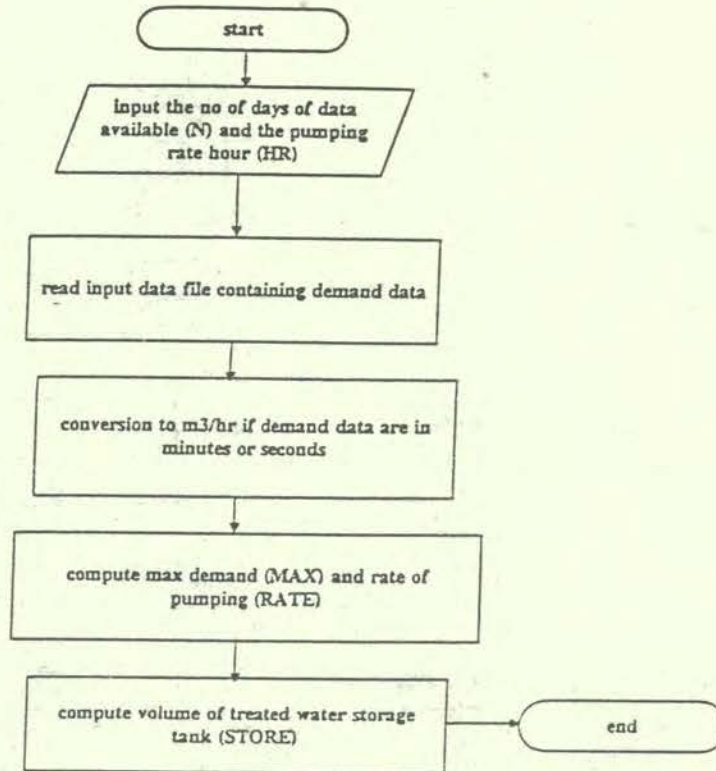 start
input the no of days of data
available (N) and the pumping
rate hour (HR)
read input data file containing demand data
conversion to m3/hr if demand data are in
minutes or seconds
compute max demand (MAX) and rate of
pumping (RATE)
compute volume of treated water storage
tank (STORE)
end